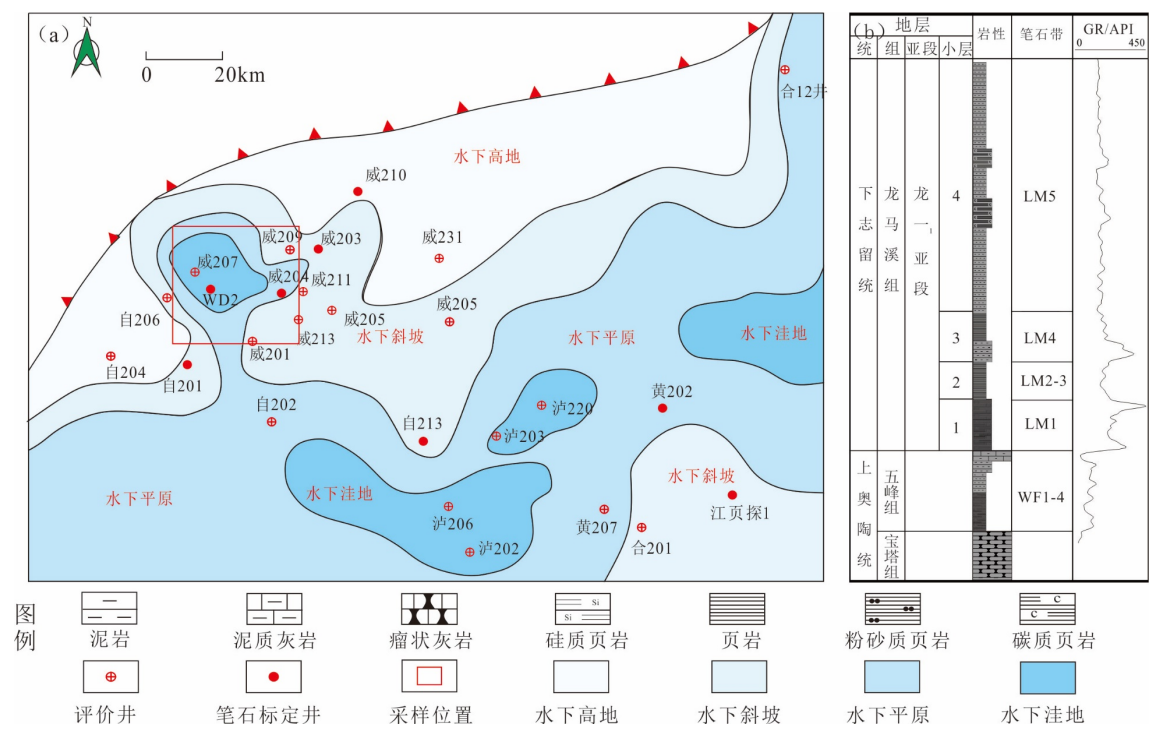 (a)
N
0 20km
合12井
水下高地
威210
威209
威203
威231
威207
威204
威211
WD2
自206
威205
威205
水下斜坡
水下平原
水下洼地
威213
威201
自204
自201
自202
自213
泸220
黄202
泸203
水下平原
水下洼地
水下斜坡
泸206
江页探1
黄207
合201
泸202
(b)
地层
岩性
笔石带
GR/API
0 450
统 组 亚段 小层
下志留统
龙马溪组
龙一1亚段
4
LM5
3
LM4
2
LM2-3
1
LM1
上奥陶统
五峰组
WF1-4
宝塔组
图例
Si
Si
c
c
泥岩 泥质灰岩 瘤状灰岩 硅质页岩 页岩 粉砂质页岩 碳质页岩
评价井 笔石标定井 采样位置 水下高地 水下斜坡 水下平原 水下洼地